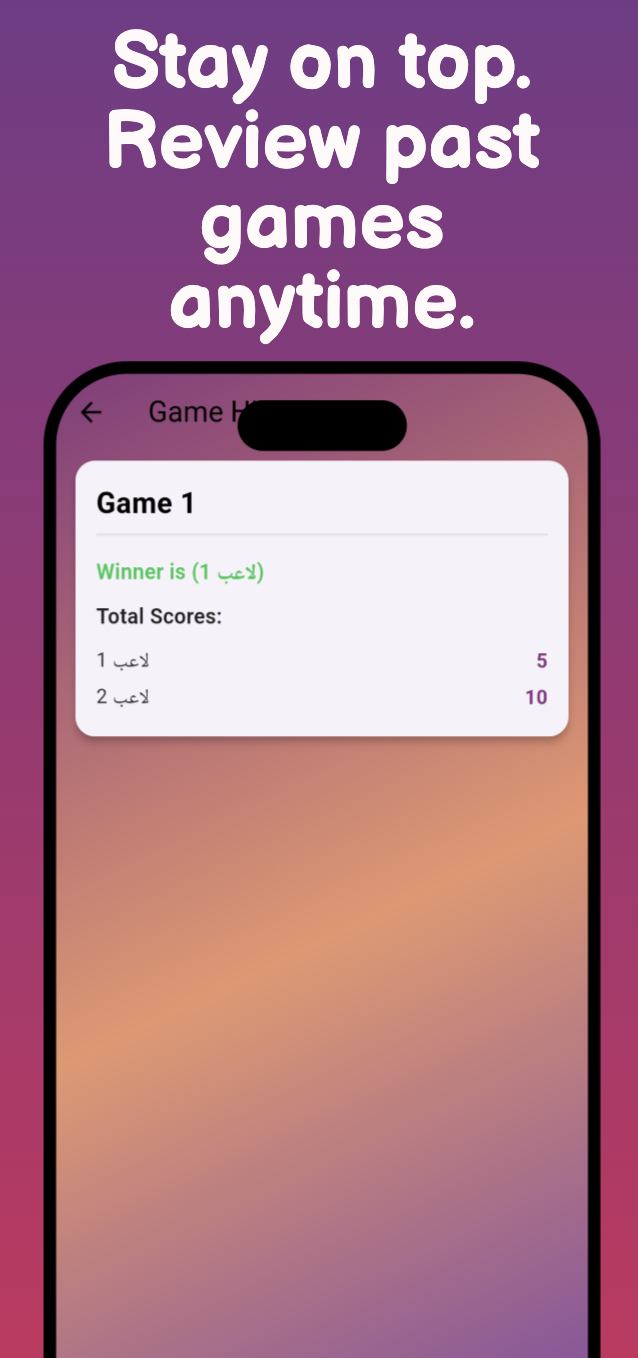 Stay on top.
Review past
games
anytime.
Game
Game 1
Winner is (لاعب 1)
Total Scores:
لاعب 1
5
لاعب 2
10